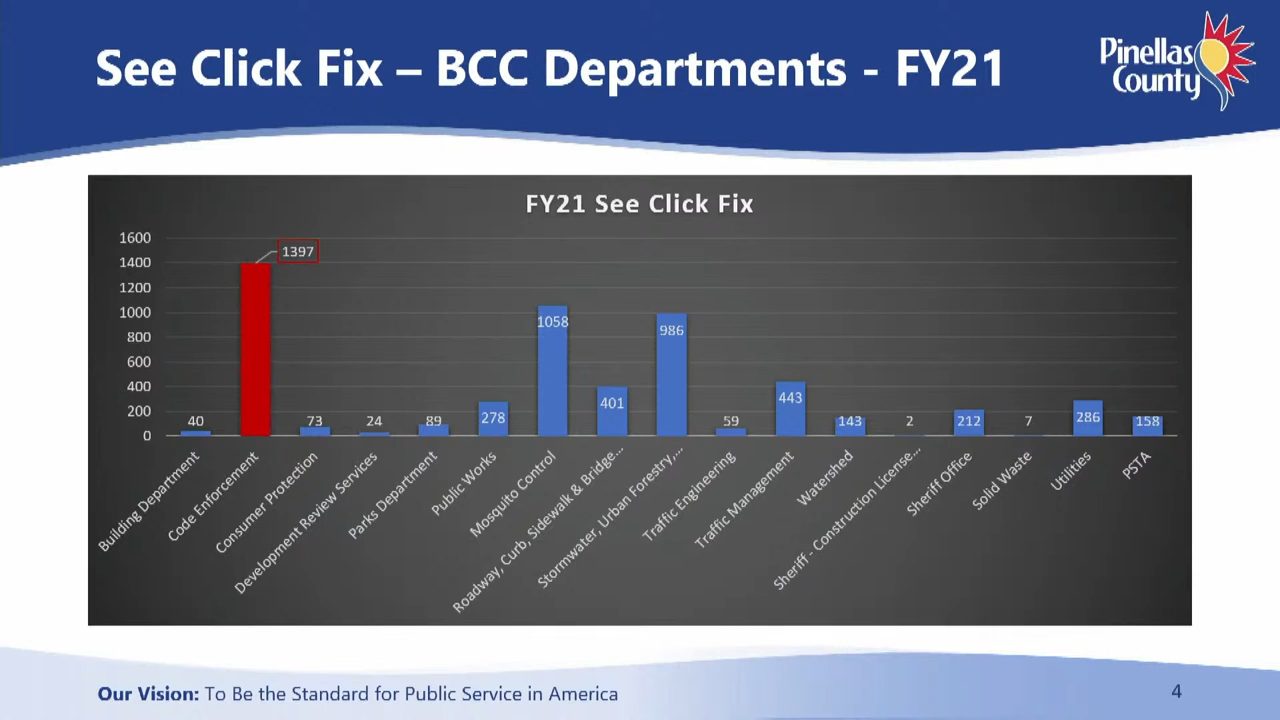 See Click Fix – BCC Departments - FY21
Pinellas
County
FY21 See Click Fix
1600
1400
1200
1000
800
600
400
200
0
40
1397
73
24
89
278
1058
401
986
59
443
143
2
212
7
286
158
Building Department
Code Enforcement
Consumer Protection
Development Review Services
Parks Department
Public Works
Mosquito Control
Roadway, Curb, Sidewalk & Bridge...
Stormwater, Urban Forestry,...
Traffic Engineering
Traffic Management
Watershed
Sheriff - Construction License...
Sheriff Office
Solid Waste
Utilities
PSTA
Our Vision: To Be the Standard for Public Service in America
4